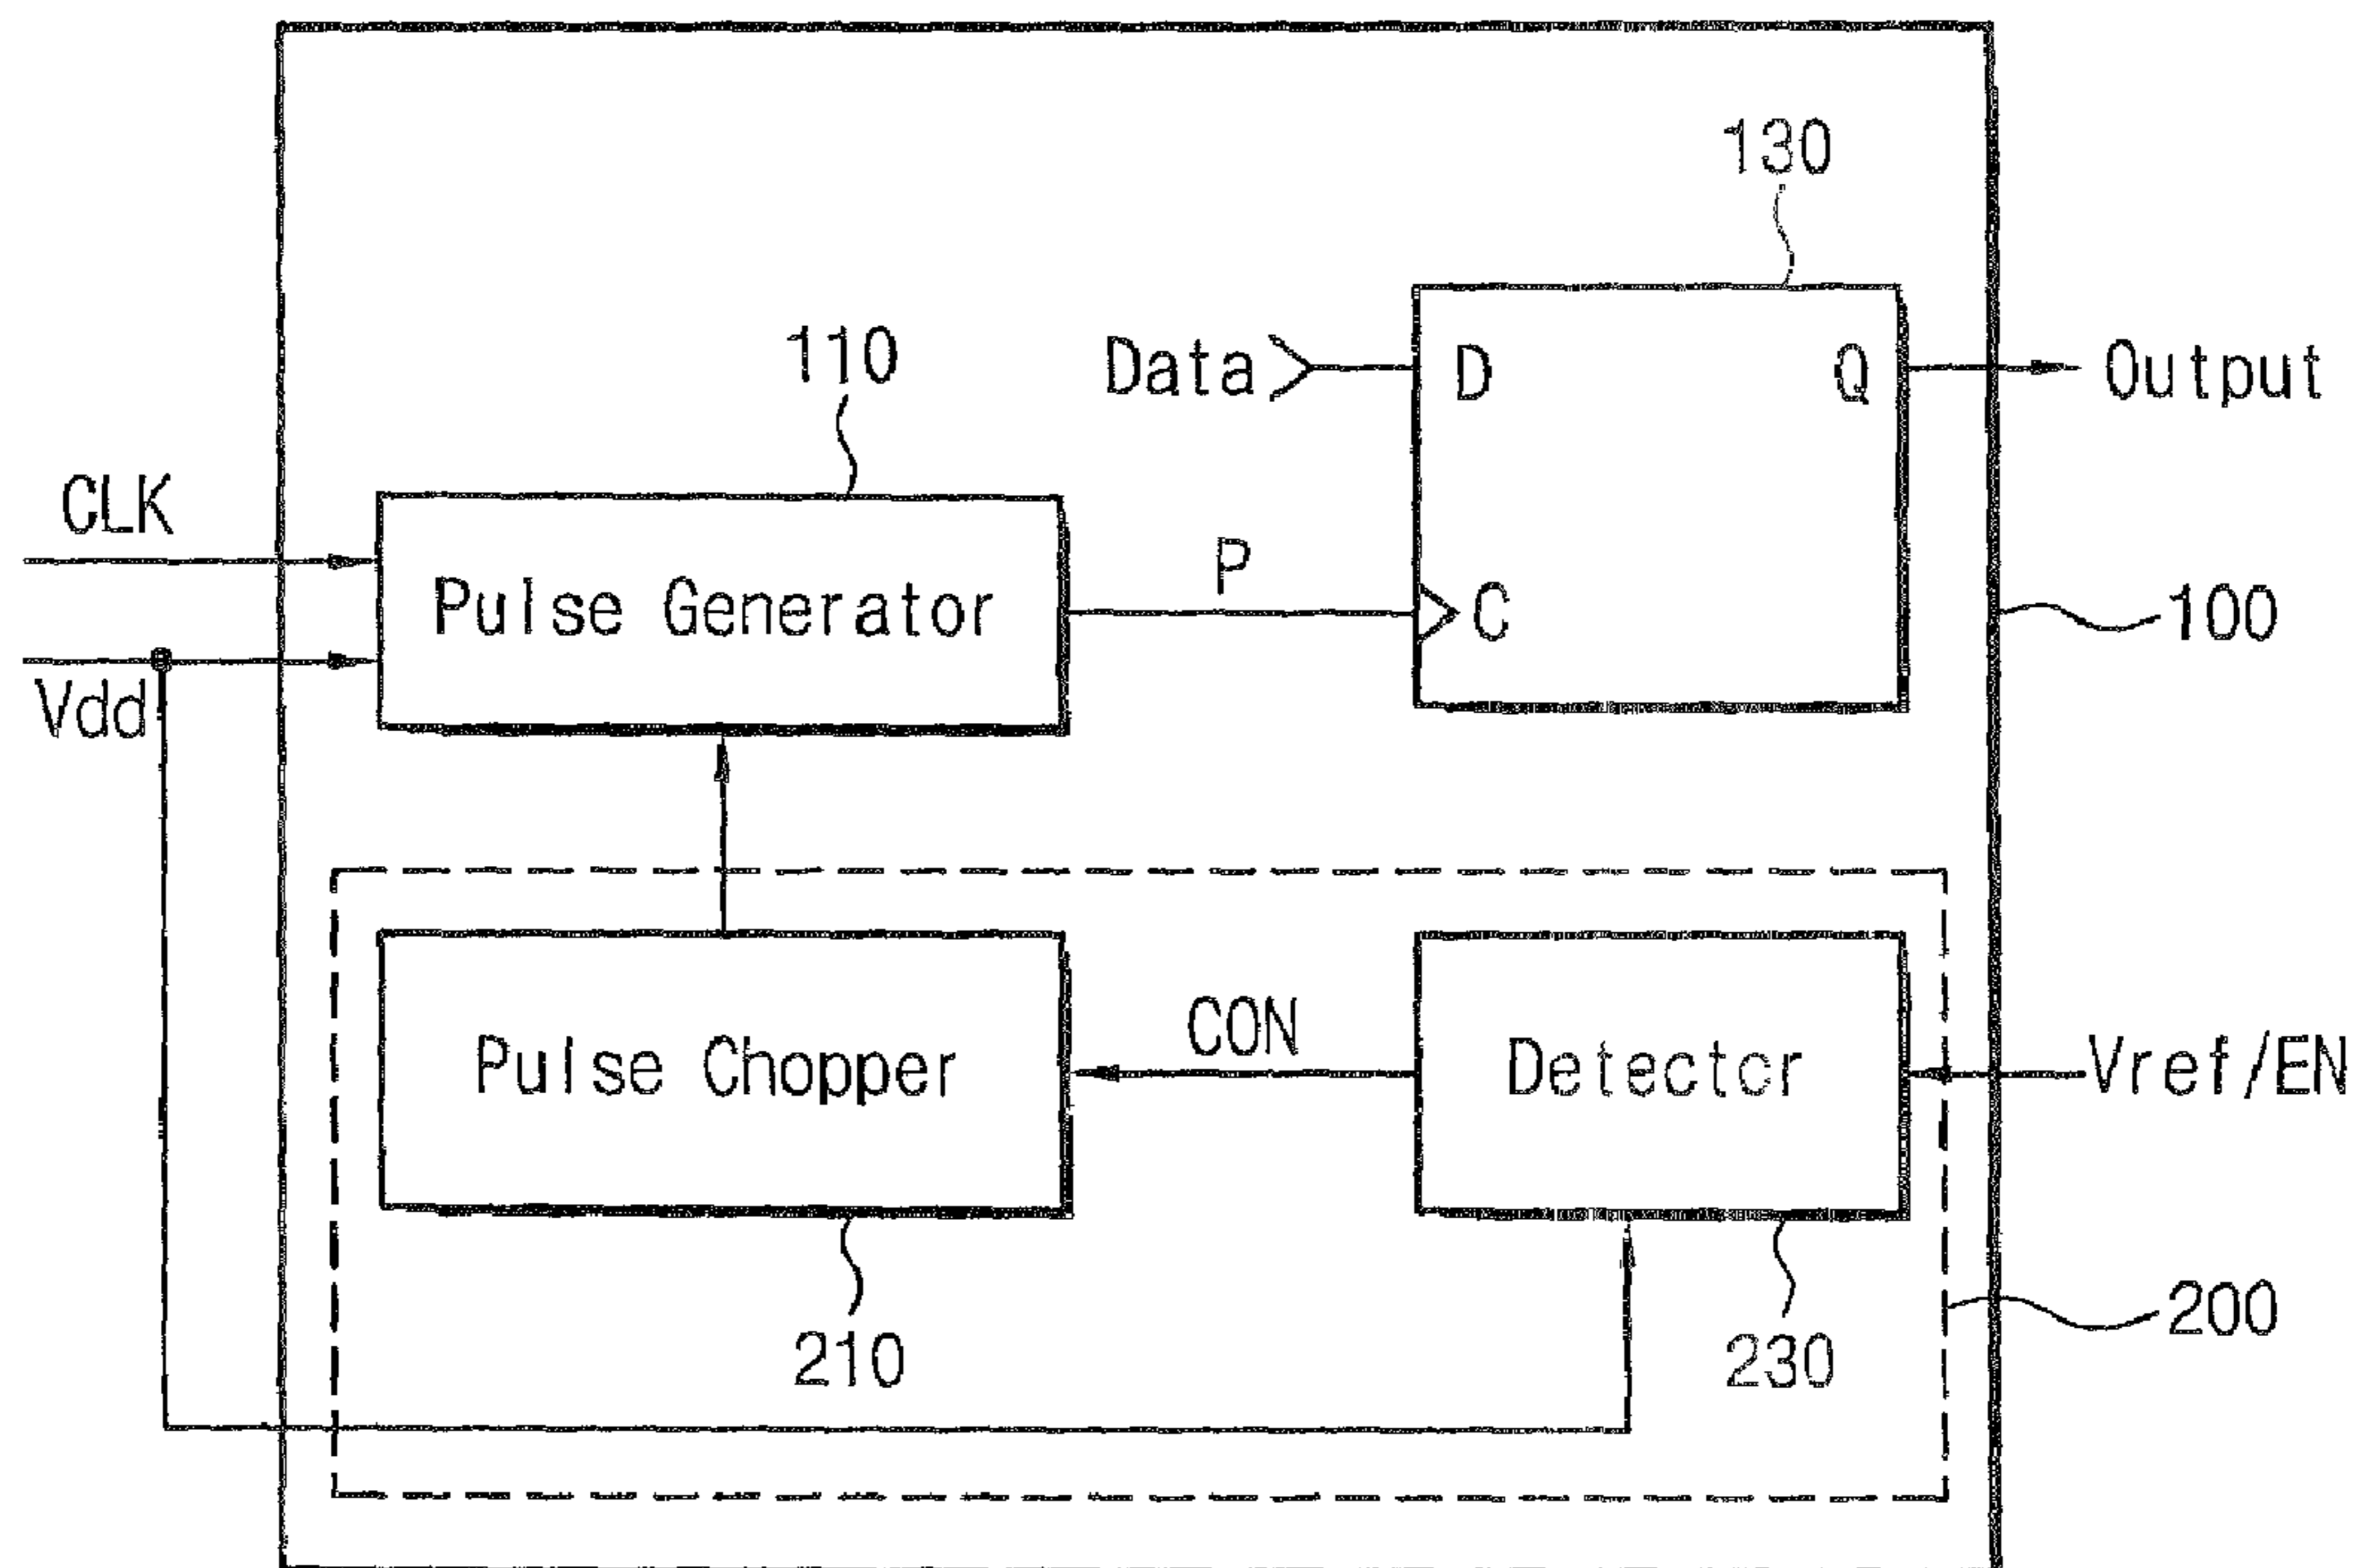 130
110
Data
D
Q
Output
CLK
Pulse Generator
P
C
100
Vdd
Pulse Chopper
CON
Detector
Vref/EN
200
210
230